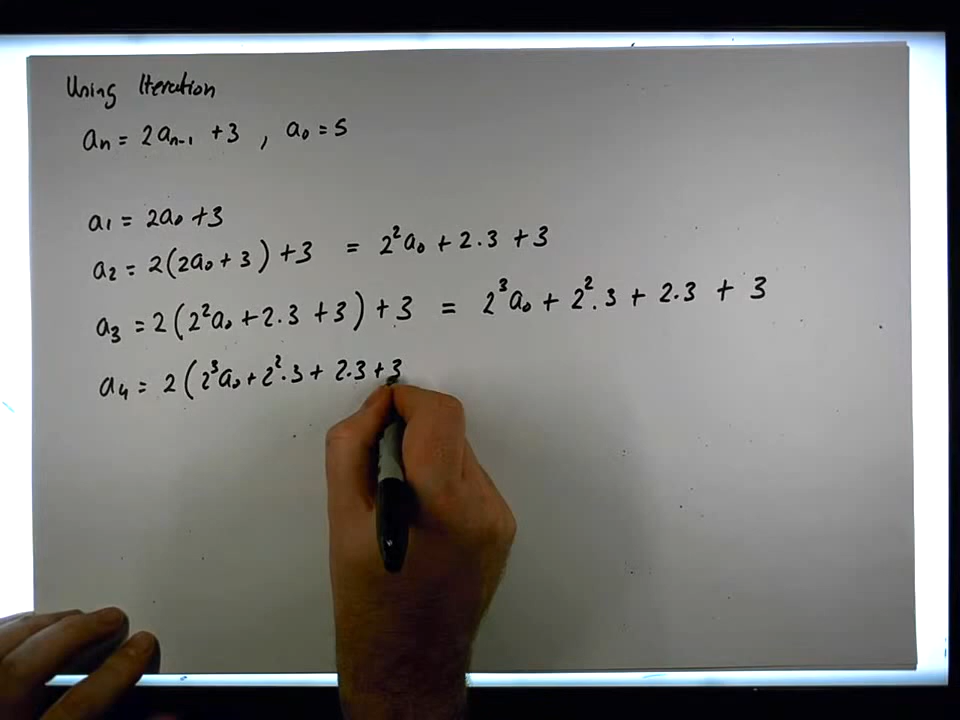 Using Iteration
aₙ = 2aₙ₋₁ + 3 , a₀ = 5
a₁ = 2a₀ + 3
a₂ = 2(2a₀ + 3) + 3 = 2²a₀ + 2·3 + 3
a₃ = 2(2²a₀ + 2·3 + 3) + 3 = 2³a₀ + 2²·3 + 2·3 + 3
a₄ = 2(2³a₀ + 2²·3 + 2·3 + 3